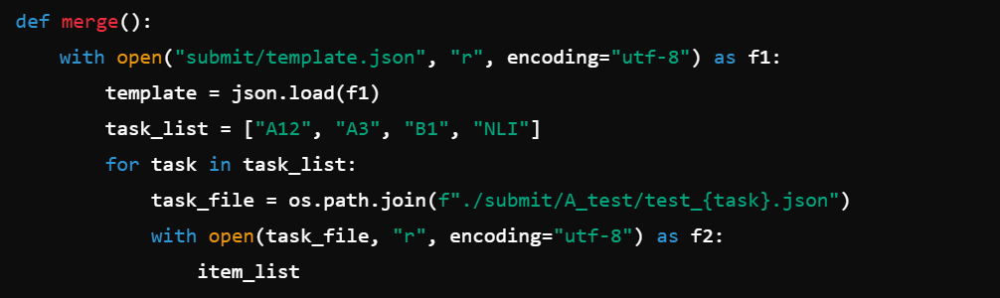 def merge():
    with open("submit/template.json", "r", encoding="utf-8") as f1:
        template = json.load(f1)
        task_list = ["A12", "A3", "B1", "NLI"]
        for task in task_list:
            task_file = os.path.join(f"./submit/A_test/test_{task}.json")
            with open(task_file, "r", encoding="utf-8") as f2:
                item_list